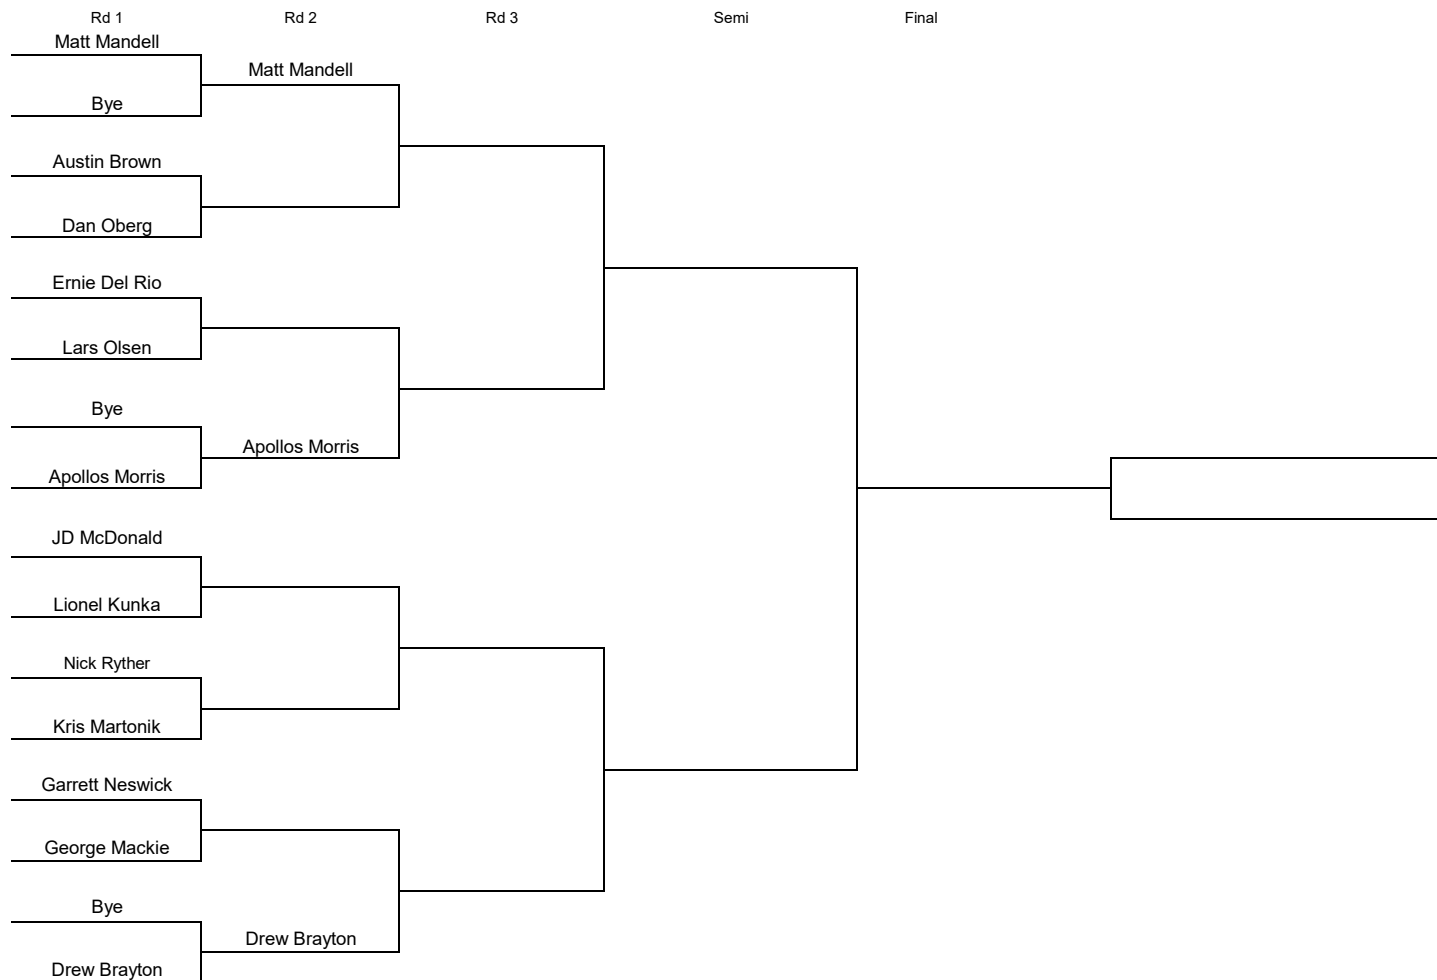 Rd 1 Rd 2 Rd 3 Semi Final
Matt Mandell
Matt Mandell
Bye
Austin Brown
Dan Oberg
Ernie Del Rio
Lars Olsen
Bye
Apollos Morris
Apollos Morris
JD McDonald
Lionel Kunka
Nick Ryther
Kris Martonik
Garrett Neswick
George Mackie
Bye
Drew Brayton
Drew Brayton